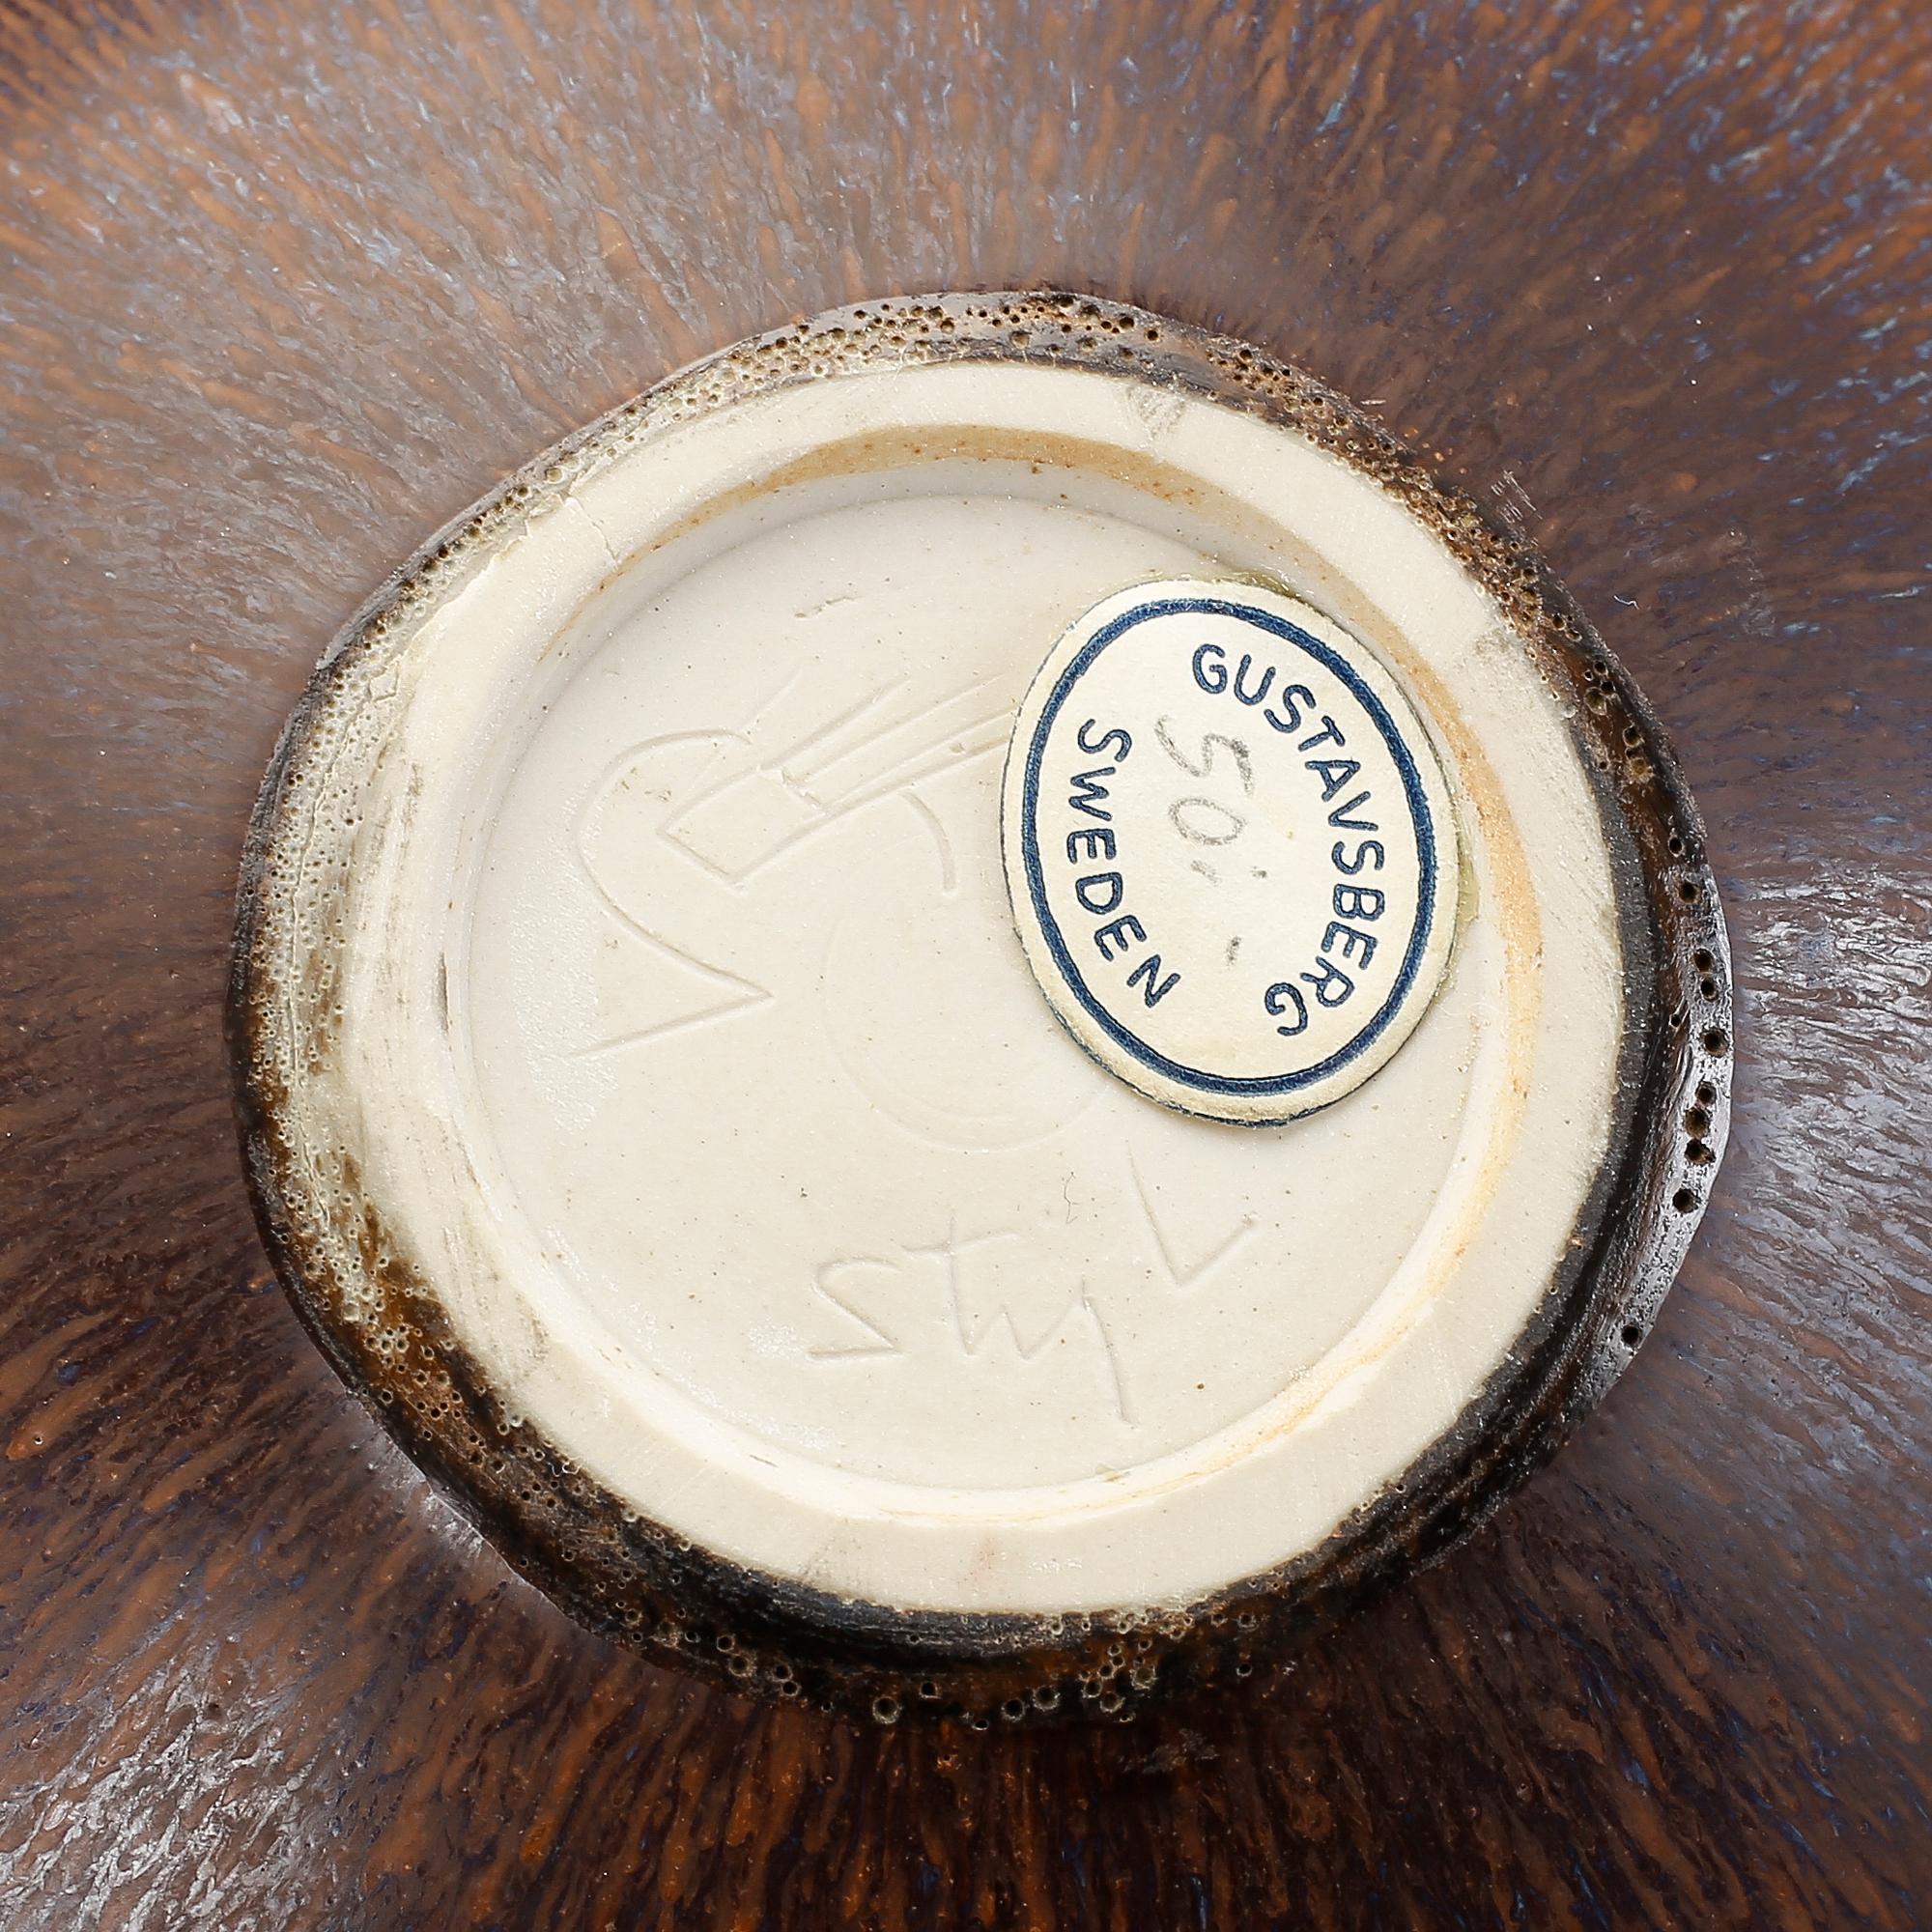 GUSTAVSBERG
50:-
SWEDEN
STIG L